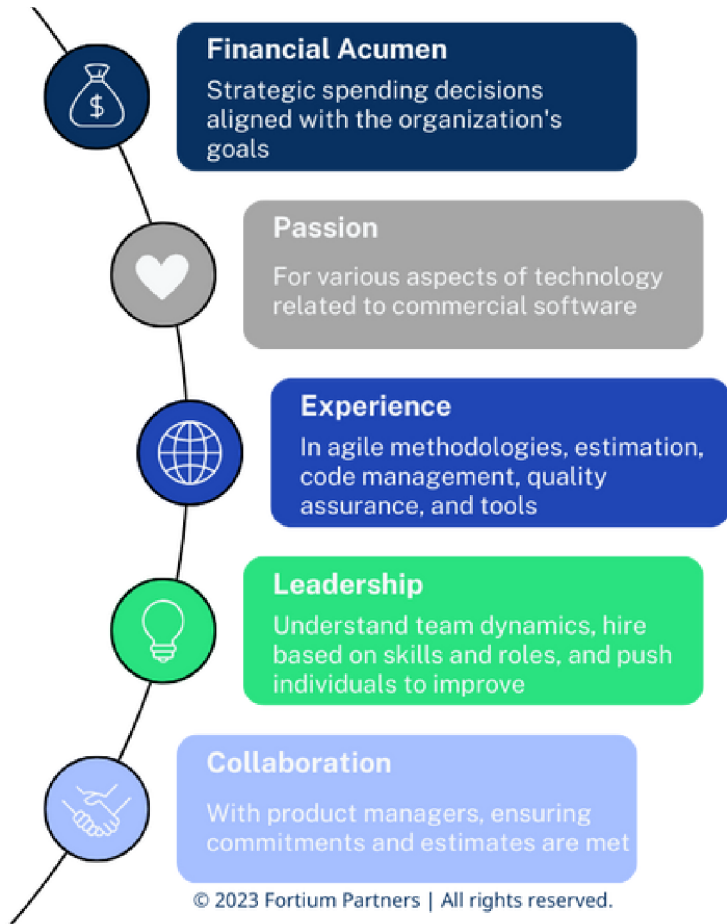 Financial Acumen
Strategic spending decisions
aligned with the organization's
goals
Passion
For various aspects of technology
related to commercial software
Experience
In agile methodologies, estimation,
code management, quality
assurance, and tools
Leadership
Understand team dynamics, hire
based on skills and roles, and push
individuals to improve
Collaboration
With product managers, ensuring
commitments and estimates are met
© 2023 Fortium Partners | All rights reserved.
$